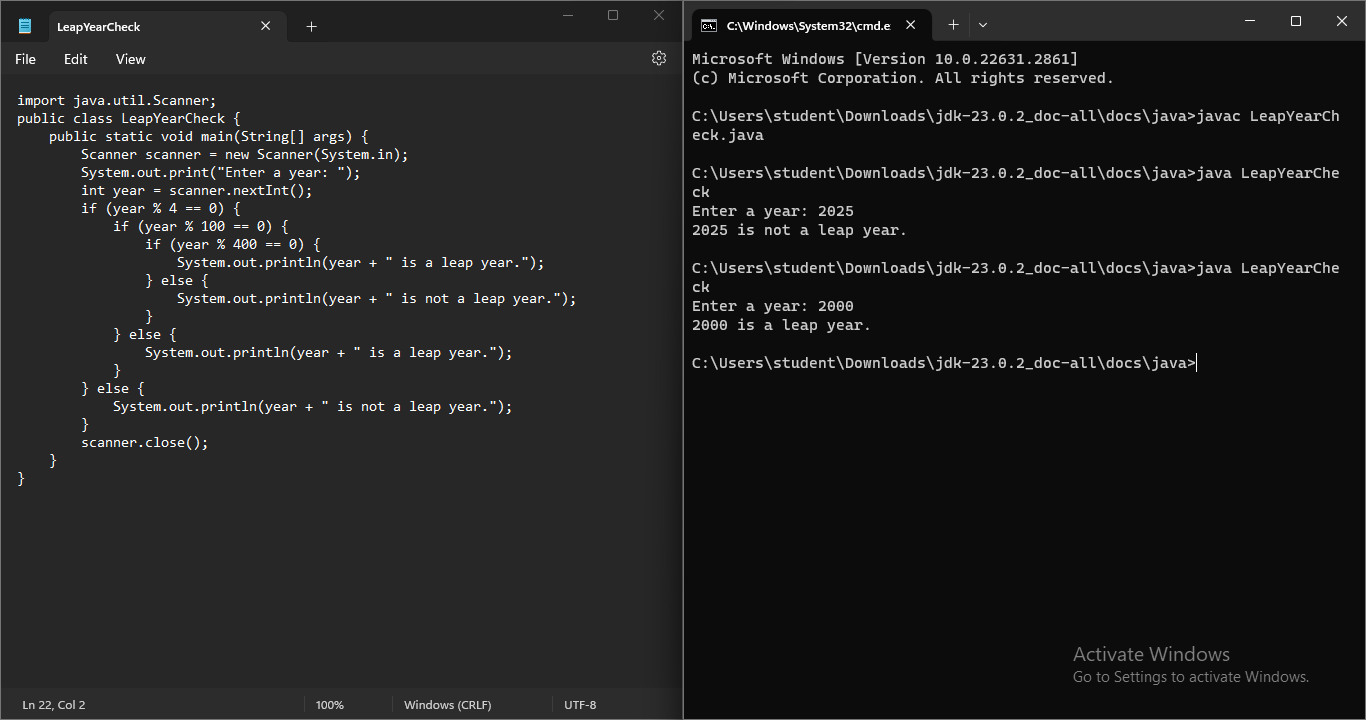 LeapYearCheck
File Edit View
import java.util.Scanner;
public class LeapYearCheck {
    public static void main(String[] args) {
        Scanner scanner = new Scanner(System.in);
        System.out.print("Enter a year: ");
        int year = scanner.nextInt();
        if (year % 4 == 0) {
            if (year % 100 == 0) {
                if (year % 400 == 0) {
                    System.out.println(year + " is a leap year.");
                } else {
                    System.out.println(year + " is not a leap year.");
                }
            } else {
                System.out.println(year + " is a leap year.");
            }
        } else {
            System.out.println(year + " is not a leap year.");
        }
        scanner.close();
    }
}
Ln 22, Col 2 100% Windows (CRLF) UTF-8
C:\Windows\System32\cmd.e
Microsoft Windows [Version 10.0.22631.2861]
(c) Microsoft Corporation. All rights reserved.
C:\Users\student\Downloads\jdk-23.0.2_doc-all\docs\java>javac LeapYearCh
eck.java
C:\Users\student\Downloads\jdk-23.0.2_doc-all\docs\java>java LeapYearChe
ck
Enter a year: 2025
2025 is not a leap year.
C:\Users\student\Downloads\jdk-23.0.2_doc-all\docs\java>java LeapYearChe
ck
Enter a year: 2000
2000 is a leap year.
C:\Users\student\Downloads\jdk-23.0.2_doc-all\docs\java>
Activate Windows
Go to Settings to activate Windows.